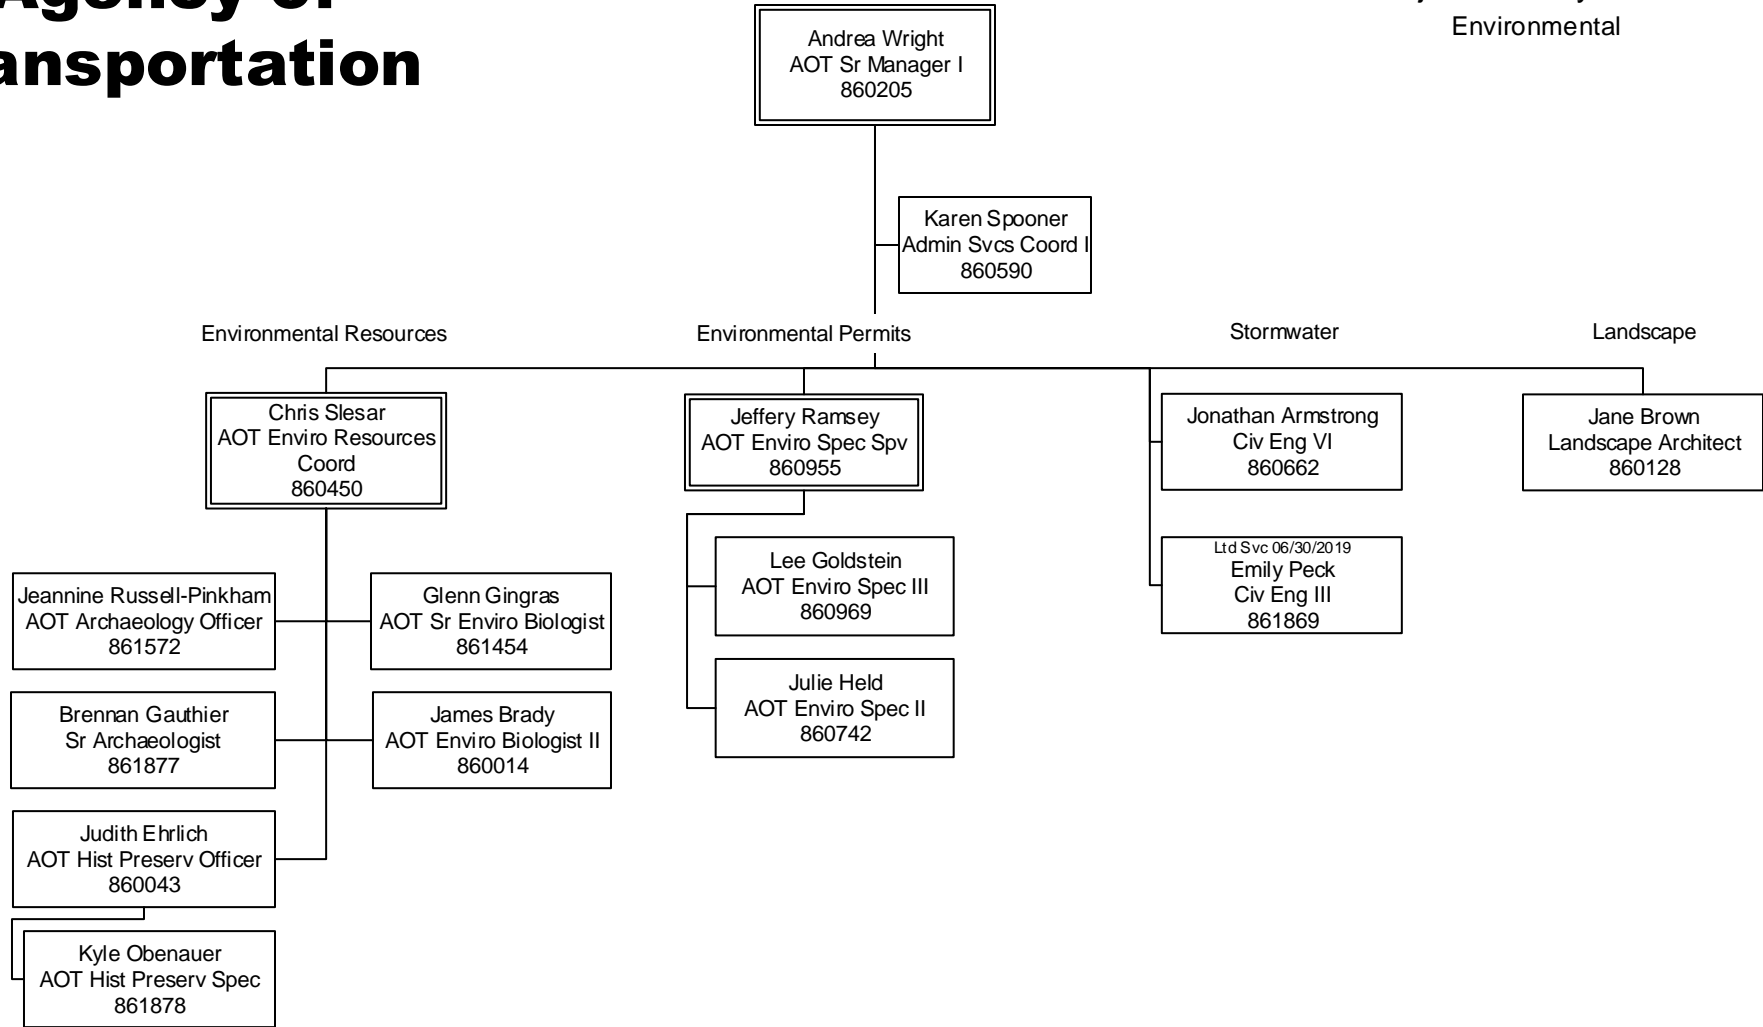 Agency of
Transportation
Environmental
Andrea Wright
AOT Sr Manager I
860205
Karen Spooner
Admin Svcs Coord I
860590
Environmental Resources
Environmental Permits
Stormwater
Landscape
Chris Slesar
AOT Enviro Resources
Coord
860450
Jeffery Ramsey
AOT Enviro Spec Spv
860955
Jonathan Armstrong
Civ Eng VI
860662
Jane Brown
Landscape Architect
860128
Lee Goldstein
AOT Enviro Spec III
860969
Ltd Svc 06/30/2019
Emily Peck
Civ Eng III
861869
Jeannine Russell-Pinkham
AOT Archaeology Officer
861572
Glenn Gingras
AOT Sr Enviro Biologist
861454
Julie Held
AOT Enviro Spec II
860742
Brennan Gauthier
Sr Archaeologist
861877
James Brady
AOT Enviro Biologist II
860014
Judith Ehrlich
AOT Hist Preserv Officer
860043
Kyle Obenauer
AOT Hist Preserv Spec
861878